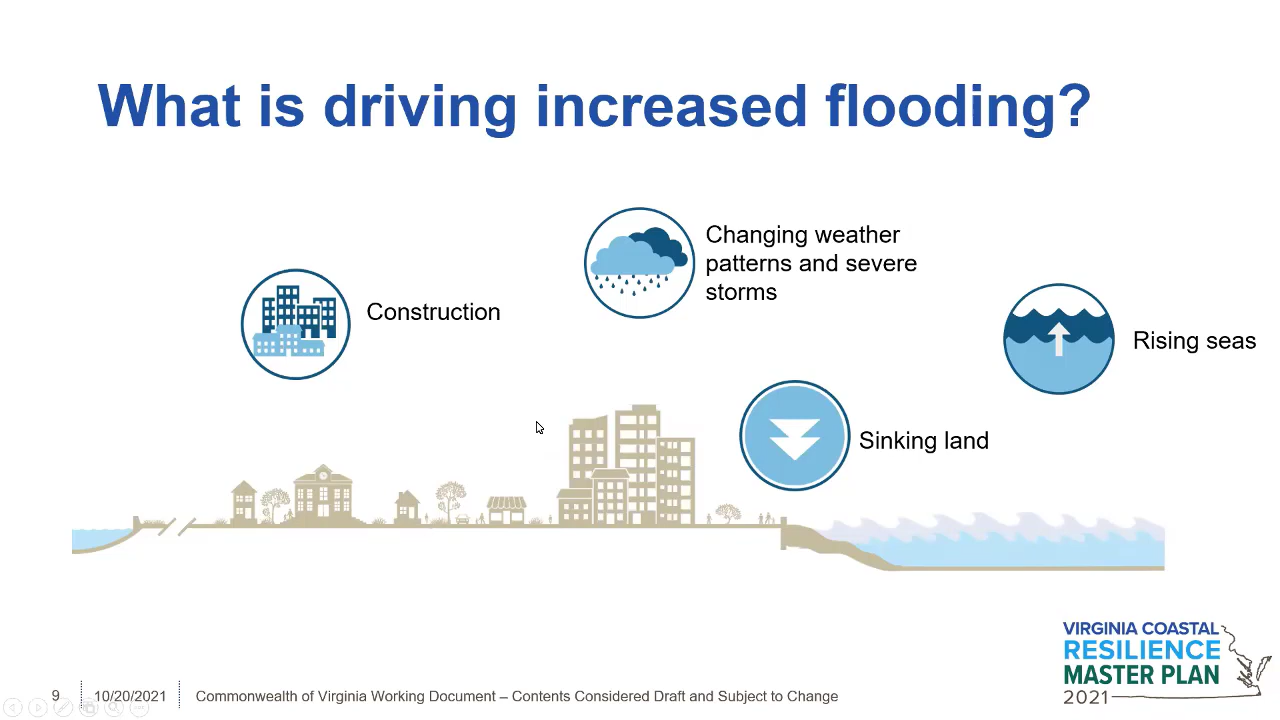 What is driving increased flooding?
Changing weather
patterns and severe
storms
Construction
Rising seas
Sinking land
VIRGINIA COASTAL
RESILIENCE
MASTER PLAN
2021
9
10/20/2021
Commonwealth of Virginia Working Document – Contents Considered Draft and Subject to Change